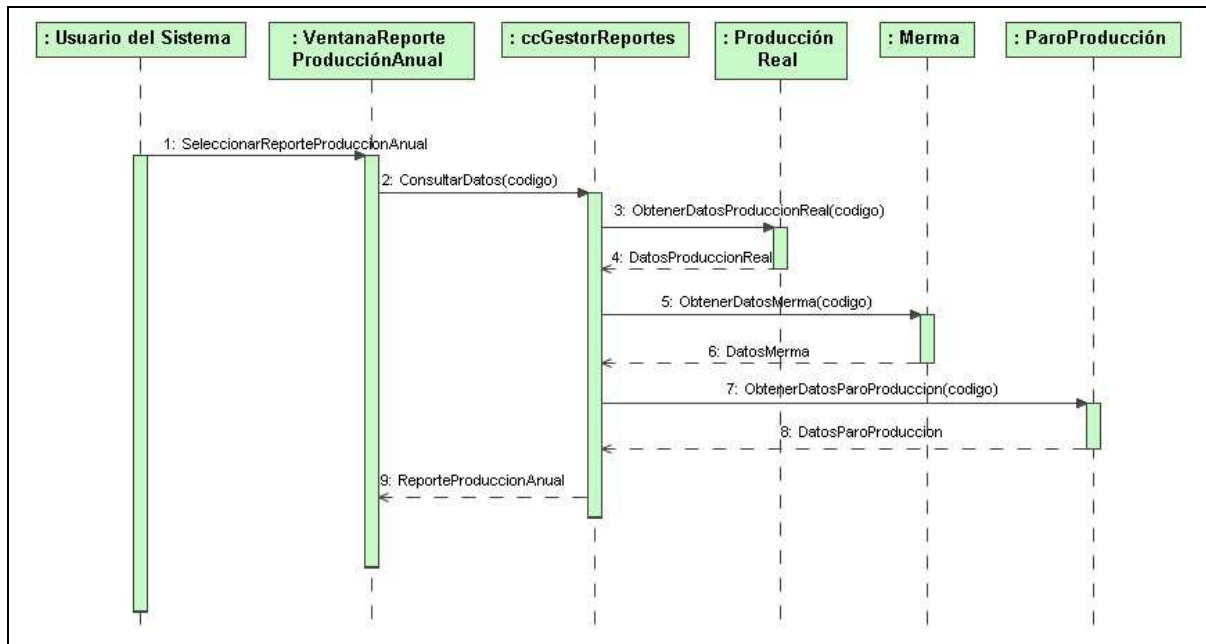 : Usuario del Sistema
: VentanaReporte
ProducciónAnual
: ccGestorReportes
: Producción
Real
: Merma
: ParoProducción
1: SeleccionarReporteProduccionAnual
2: ConsultarDatos(codigo)
3: ObtenerDatosProduccionReal(codigo)
4: DatosProduccionReal
5: ObtenerDatosMerma(codigo)
6: DatosMerma
7: ObtenerDatosParoProduccion(codigo)
8: DatosParoProduccion
9: ReporteProduccionAnual